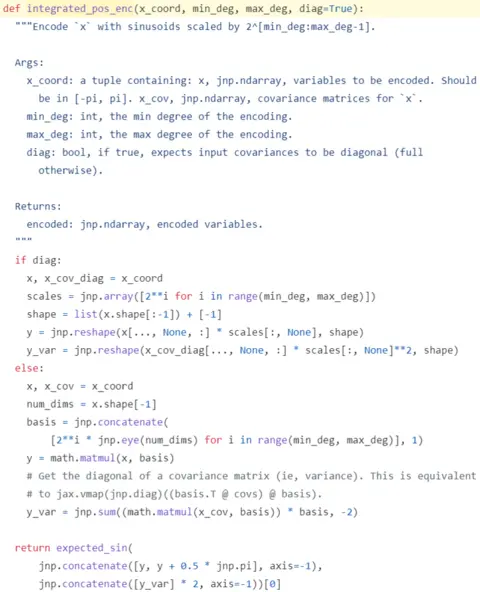 def integrated_pos_enc(x_coord, min_deg, max_deg, diag=True):
"""Encode `x` with sinusoids scaled by 2^[min_deg:max_deg-1].
Args:
x_coord: a tuple containing: x, jnp.ndarray, variables to be encoded. Should
be in [-pi, pi]. x_cov, jnp.ndarray, covariance matrices for `x`.
min_deg: int, the min degree of the encoding.
max_deg: int, the max degree of the encoding.
diag: bool, if true, expects input covariances to be diagonal (full
otherwise).
Returns:
encoded: jnp.ndarray, encoded variables.
"""
if diag:
x, x_cov_diag = x_coord
scales = jnp.array([2**i for i in range(min_deg, max_deg)])
shape = list(x.shape[:-1]) + [-1]
y = jnp.reshape(x[..., None, :] * scales[:, None], shape)
y_var = jnp.reshape(x_cov_diag[..., None, :] * scales[:, None]**2, shape)
else:
x, x_cov = x_coord
num_dims = x.shape[-1]
basis = jnp.concatenate(
[2**i * jnp.eye(num_dims) for i in range(min_deg, max_deg)], 1)
y = math.matmul(x, basis)
# Get the diagonal of a covariance matrix (ie, variance). This is equivalent
# to jax.vmap(jnp.diag)((basis.T @ covs) @ basis).
y_var = jnp.sum((math.matmul(x_cov, basis)) * basis, -2)
return expected_sin(
jnp.concatenate([y, y + 0.5 * jnp.pi], axis=-1),
jnp.concatenate([y_var] * 2, axis=-1))[0]